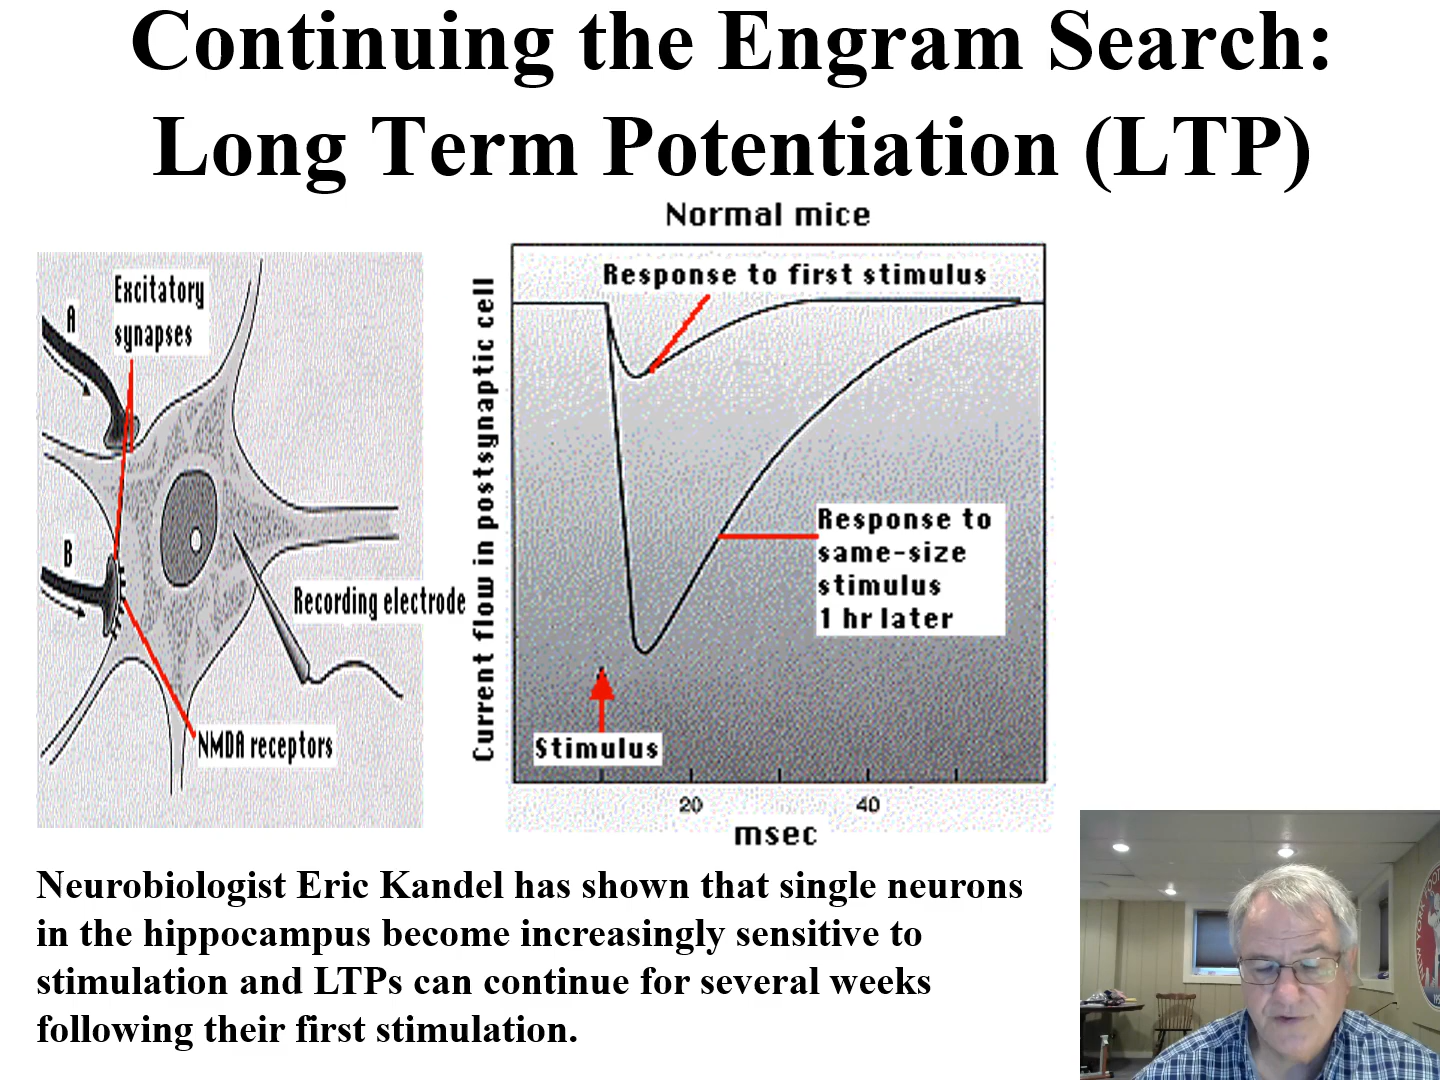 Continuing the Engram Search:
Long Term Potentiation (LTP)
Excitatory
synapses
A
B
Recording electrode
NMDA receptors
Normal mice
Current flow in postsynaptic cell
Response to first stimulus
Response to
same-size
stimulus
1 hr later
Stimulus
20
40
msec
Neurobiologist Eric Kandel has shown that single neurons
in the hippocampus become increasingly sensitive to
stimulation and LTPs can continue for several weeks
following their first stimulation.